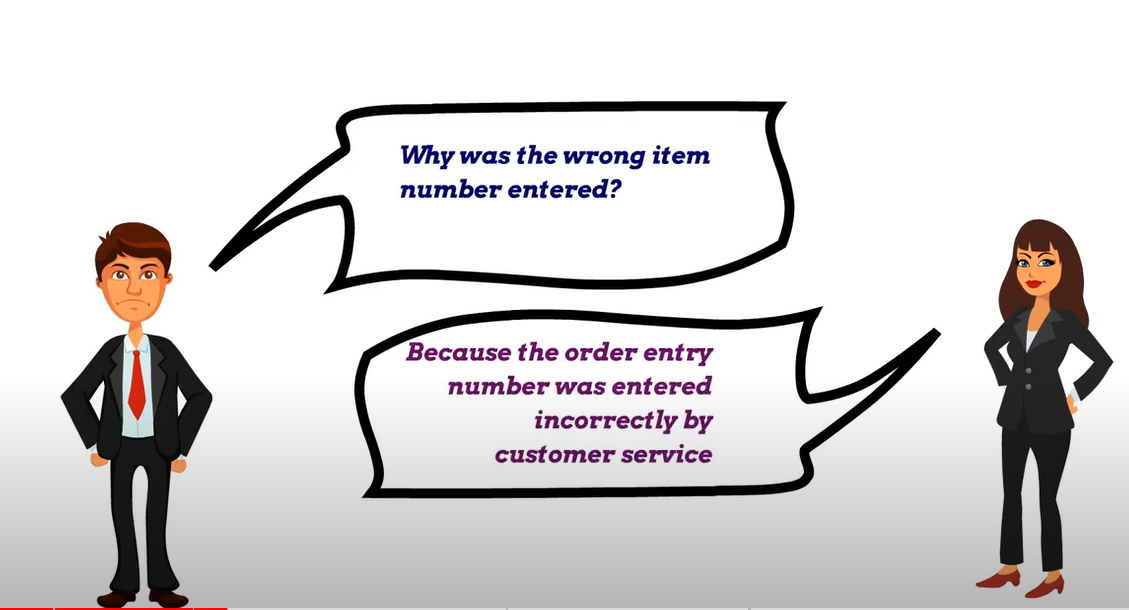 Why was the wrong item
number entered?
Because the order entry
number was entered
incorrectly by
customer service